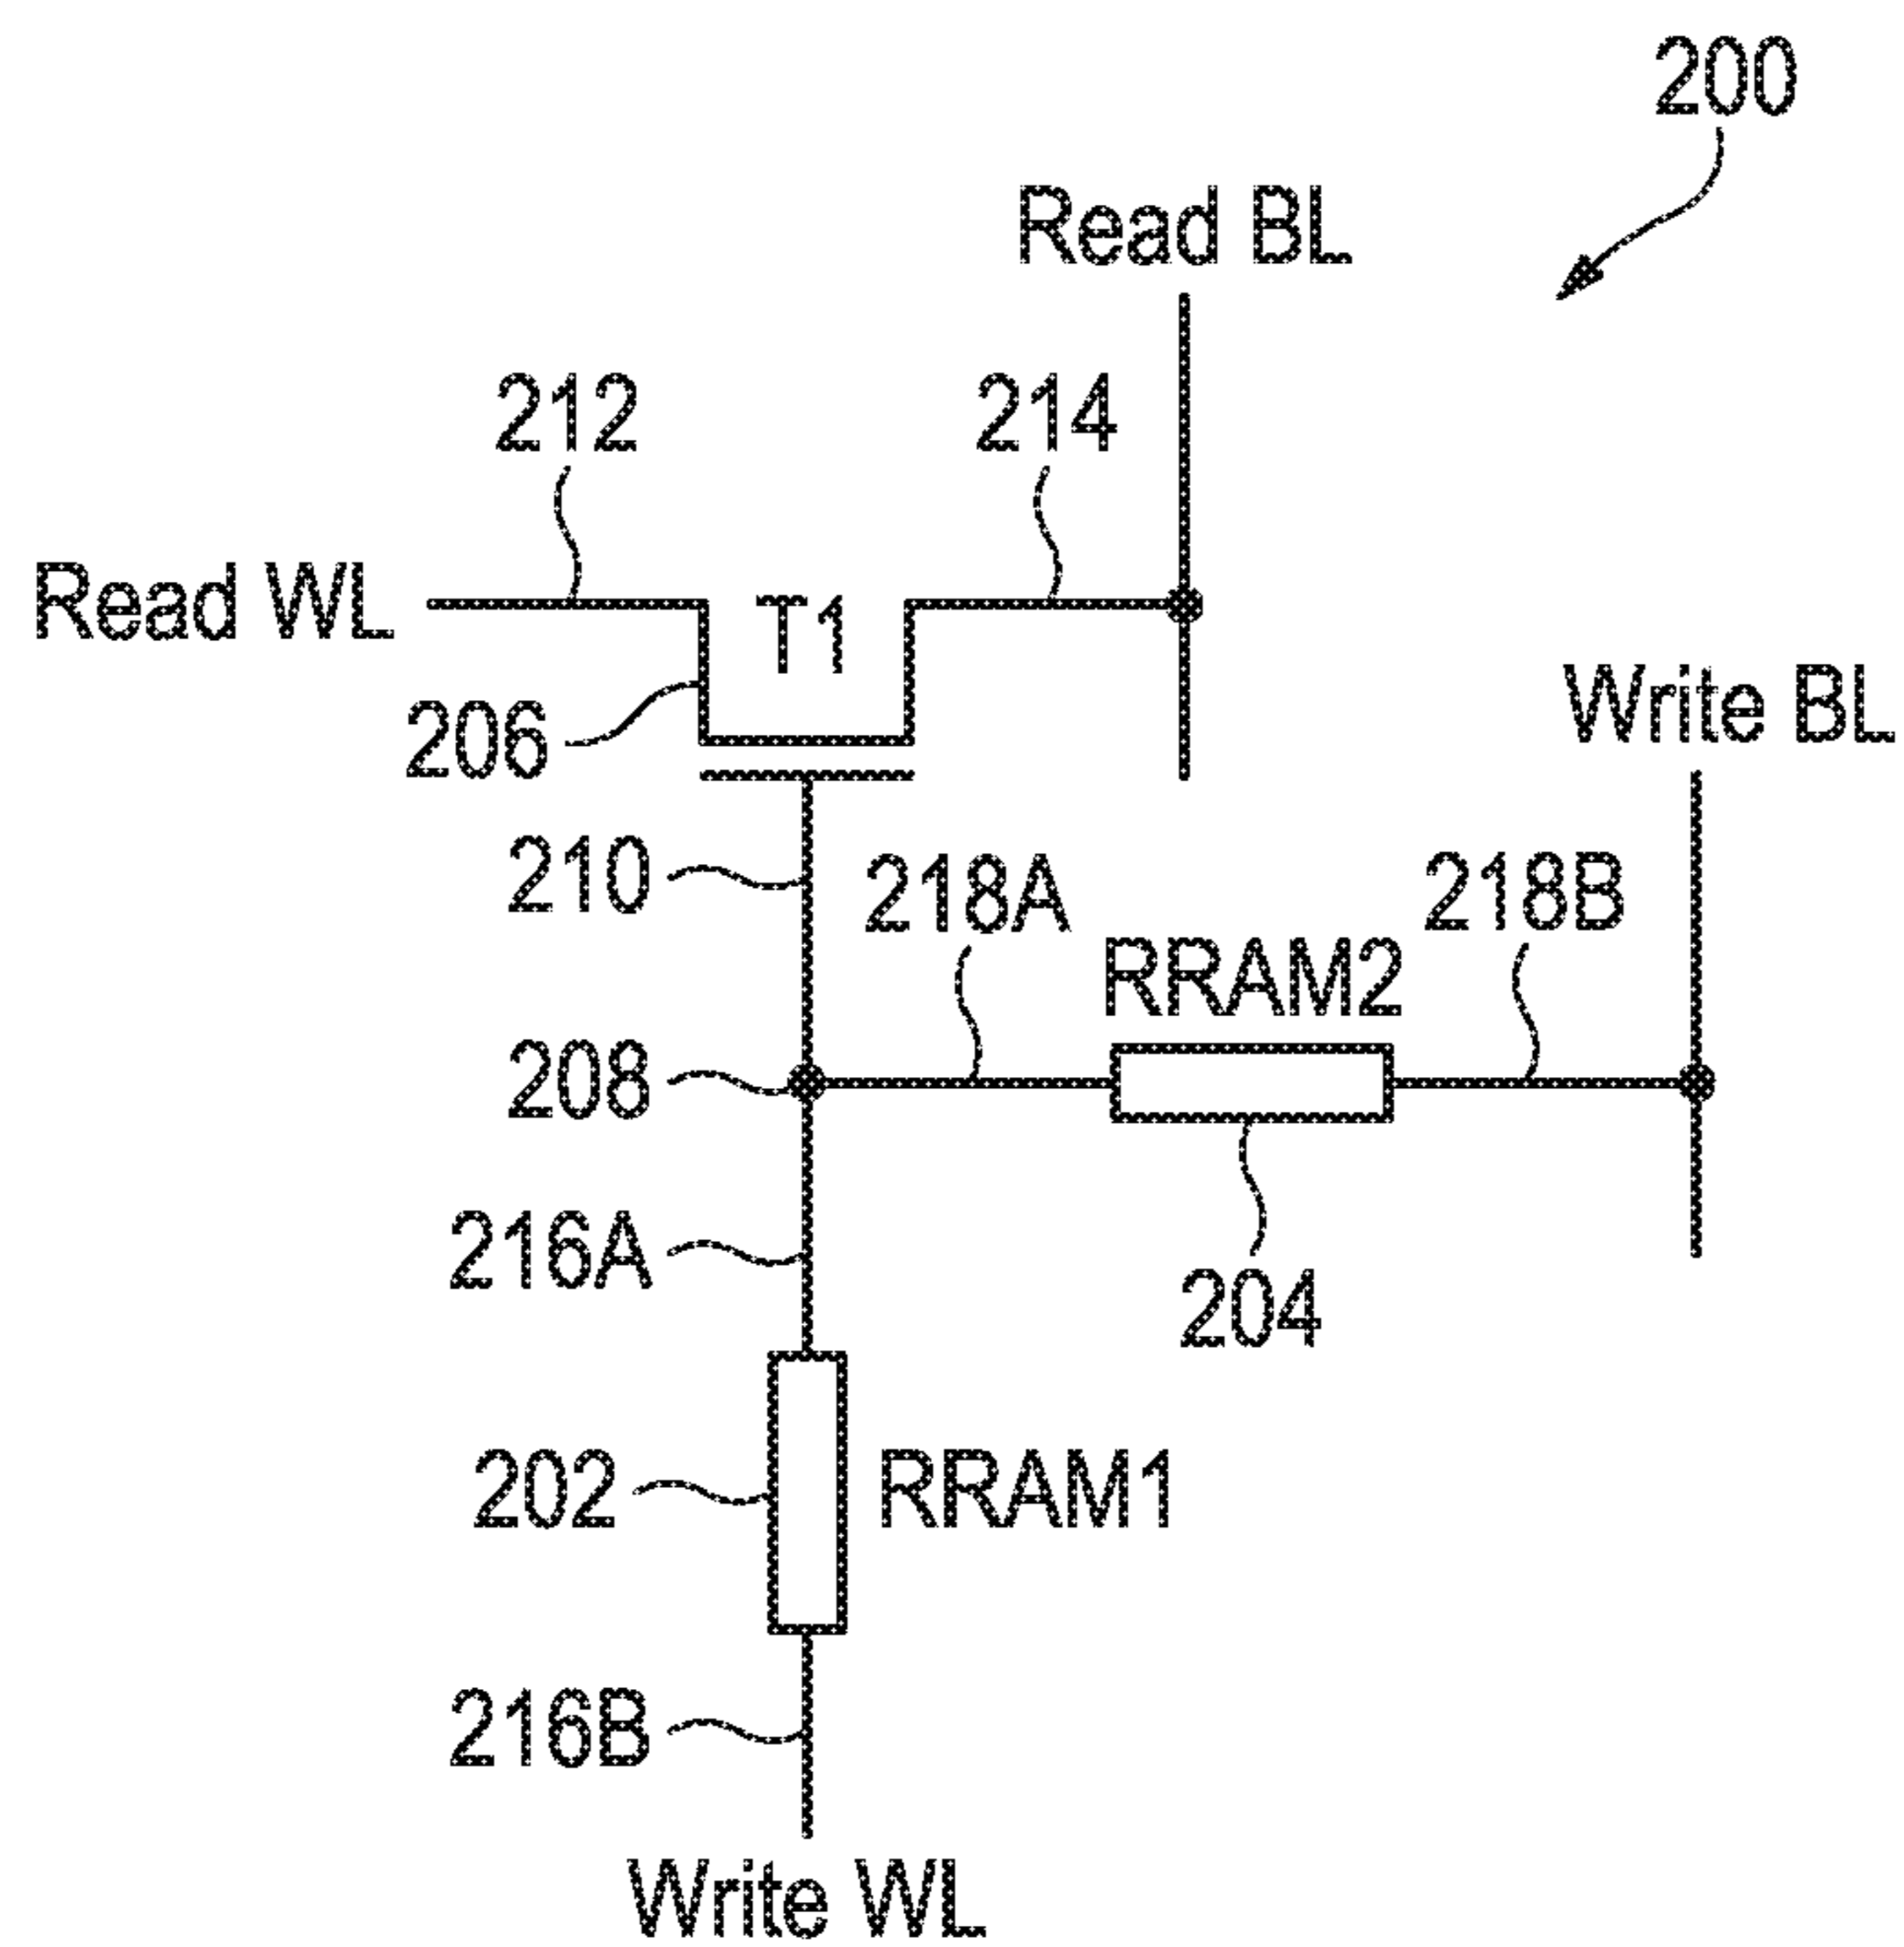 200
Read BL
212
214
Read WL
T1
206
Write BL
210
218A
218B
RRAM2
208
216A
204
202
RRAM1
216B
Write WL